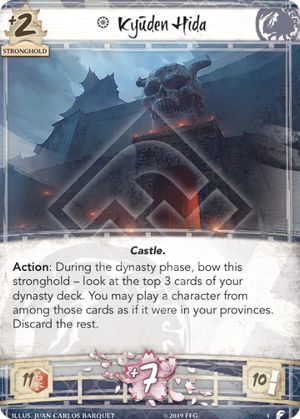 +2
STRONGHOLD
Kyūden Hida
Castle.
Action: During the dynasty phase, bow this
stronghold – look at the top 3 cards of your
dynasty deck. You may play a character from
among those cards as if it were in your provinces.
Discard the rest.
11
+7
10
ILLUS. JUAN CARLOS BARQUET
©2019 FFG
1